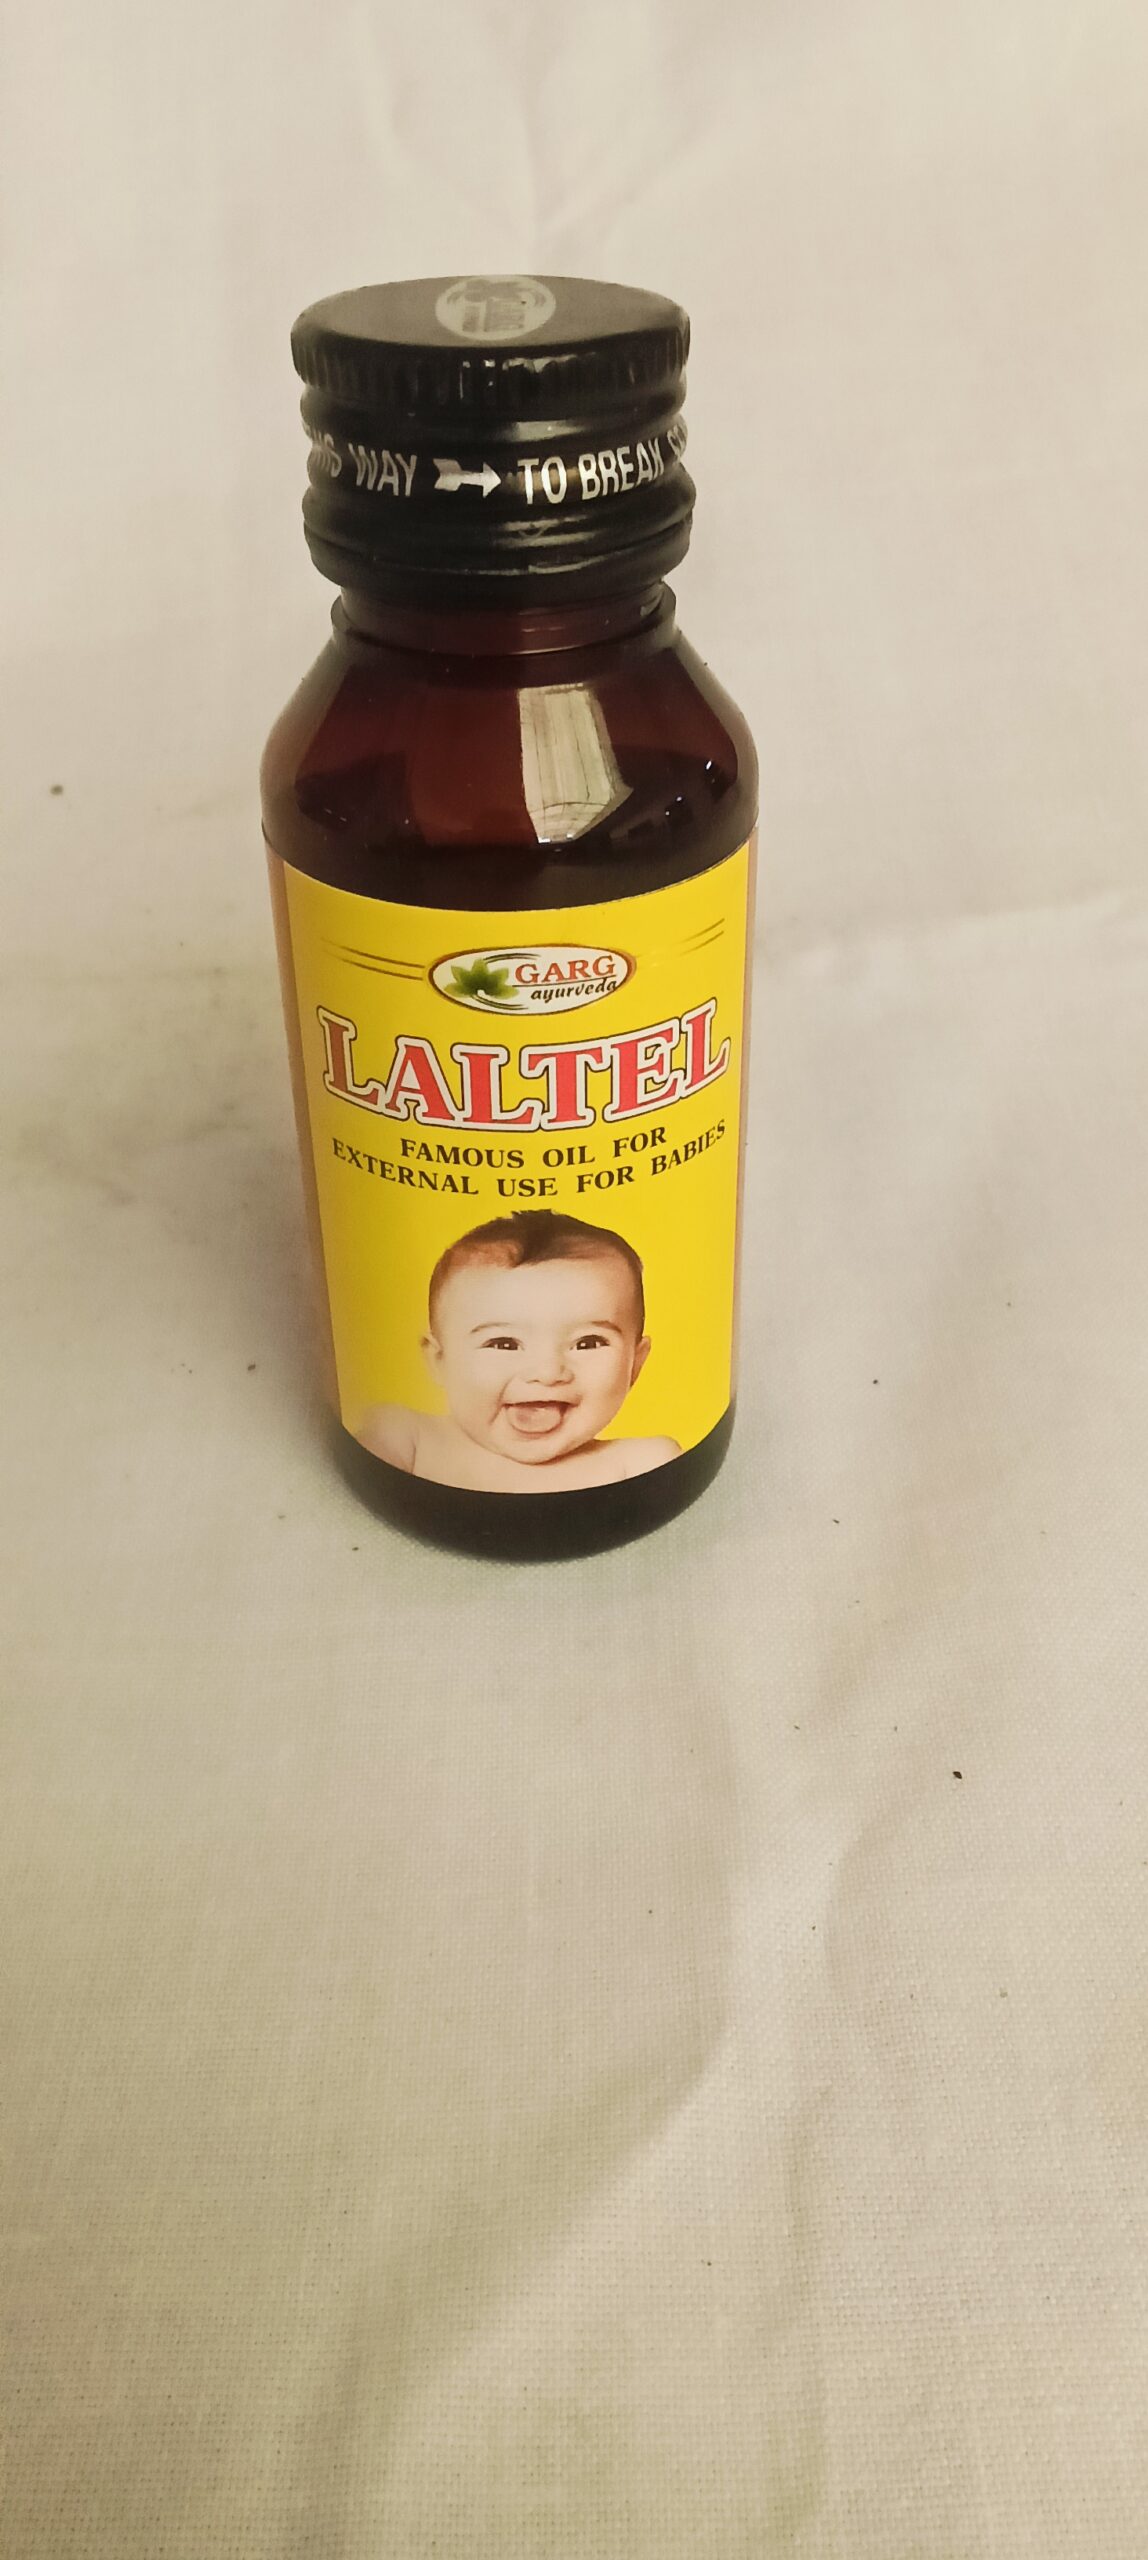 WAY → TO BREAK
GARG
ayurveda
LALTEL
FAMOUS OIL FOR
EXTERNAL USE FOR BABIES